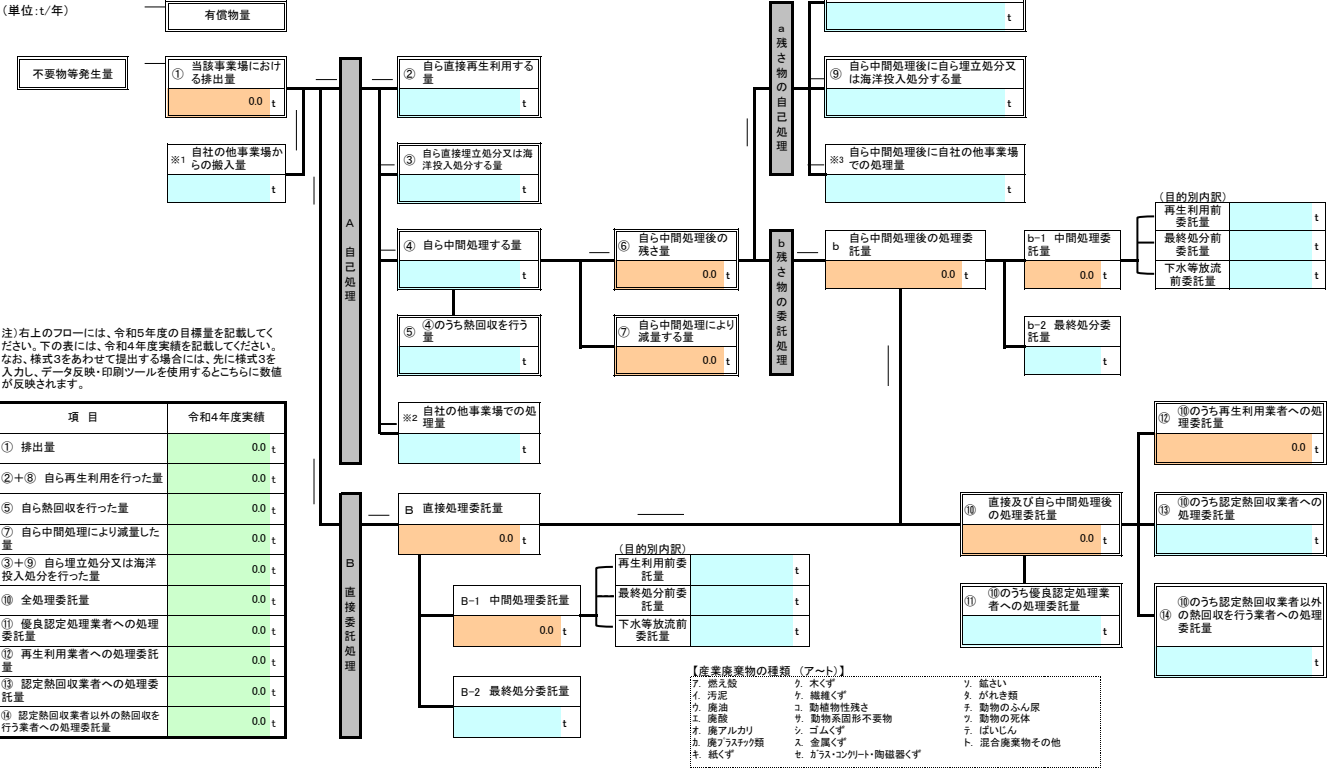 (単位:t/年)
有償物量
t
不要物等発生量
① 当該事業場におけ
る排出量
0.0 t
※1 自社の他事業場か
らの搬入量
t
A 自己処理
② 自ら直接再生利用する
量
t
③ 自ら直接埋立処分又は海
洋投入処分する量
t
④ 自ら中間処理する量
t
⑤ ④のうち熱回収を行う
量
t
※2 自社の他事業場での処
理量
t
⑥ 自ら中間処理後の
残さ量
0.0 t
⑦ 自ら中間処理により
減量する量
0.0 t
a 残さ物の自己処理
⑨ 自ら中間処理後に自ら埋立処分又
は海洋投入処分する量
t
※3 自ら中間処理後に自社の他事業場
での処理量
t
b 残さ物の委託処理
b 自ら中間処理後の処理委
託量
0.0 t
b-1 中間処理委
託量
0.0 t
b-2 最終処分委
託量
t
(目的別内訳)
再生利用前
委託量 t
最終処分前
委託量 t
下水等放流
前委託量 t
注)右上のフローには、令和5年度の目標量を記載してく
ださい。下の表には、令和4年度実績を記載してください。
なお、様式3をあわせて提出する場合には、先に様式3を
入力し、データ反映・印刷ツールを使用するとこちらに数値
が反映されます。
項 目 令和4年度実績
① 排出量 0.0 t
②+⑧ 自ら再生利用を行った量 0.0 t
⑤ 自ら熱回収を行った量 0.0 t
⑦ 自ら中間処理により減量した
量 0.0 t
③+⑨ 自ら埋立処分又は海洋
投入処分を行った量 0.0 t
⑩ 全処理委託量 0.0 t
⑪ 優良認定処理業者への処理
委託量 0.0 t
⑫ 再生利用業者への処理委託
量 0.0 t
⑬ 認定熱回収業者への処理委
託量 0.0 t
⑭ 認定熱回収業者以外の熱回収を
行う業者への処理委託量 0.0 t
B 直接委託処理
B 直接処理委託量
0.0 t
B-1 中間処理委託量
0.0 t
B-2 最終処分委託量
t
(目的別内訳)
再生利用前委
託量 t
最終処分前委
託量 t
下水等放流前
委託量 t
⑩ 直接及び自ら中間処理後
の処理委託量
0.0 t
⑪ ⑩のうち優良認定処理業
者への処理委託量
t
⑫ ⑩のうち再生利用業者への処
理委託量
0.0 t
⑬ ⑩のうち認定熱回収業者への
処理委託量
t
⑭ ⑩のうち認定熱回収業者以外
の熱回収を行う業者への処理
委託量
t
【産業廃棄物の種類 (ア～ト)】
ア. 燃え殻 ク. 木くず ソ. 鉱さい
イ. 汚泥 ケ. 繊維くず タ. がれき類
ウ. 廃油 コ. 動植物性残さ チ. 動物のふん尿
エ. 廃酸 サ. 動物系固形不要物 ツ. 動物の死体
オ. 廃アルカリ シ. ゴムくず テ. ばいじん
カ. 廃プラスチック類 ス. 金属くず ト. 混合廃棄物その他
キ. 紙くず セ. ガラス・コンクリート・陶磁器くず